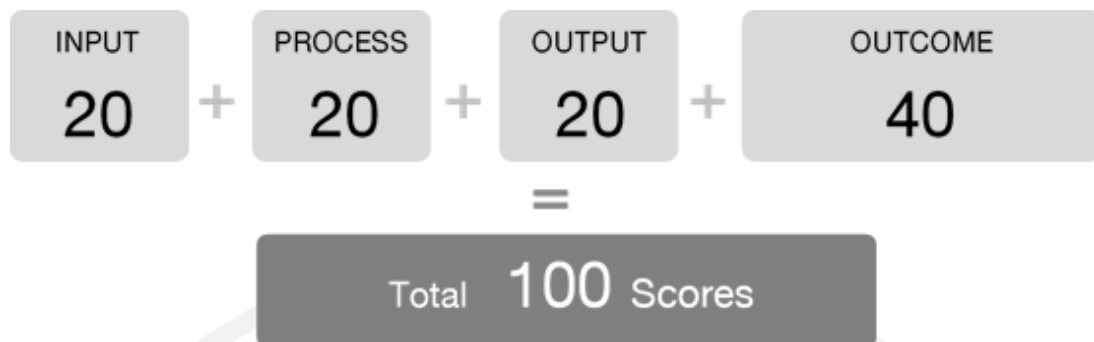 INPUT PROCESS OUTPUT OUTCOME
20 + 20 + 20 + 40
=
Total 100 Scores